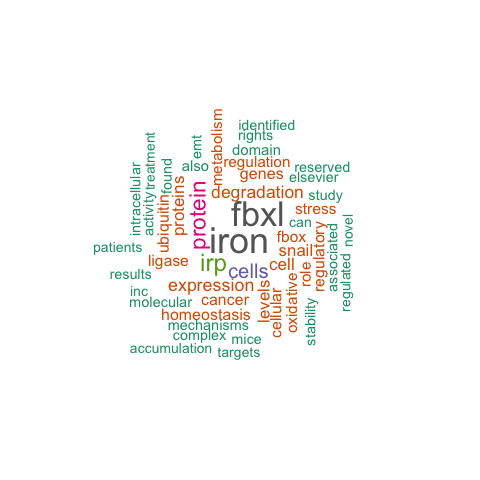 identified
rights
emt
metabolism
domain
treatment
intracellular
activity
found
also
regulation
genes
reserved
elsevier
proteins
ubiquitin
protein
degradation
study
stress
fbxl
can
novel
associated
regulated
patients
iron
fbox
snail
regulatory
ligase
irp
cells
cell
role
results
expression
levels
oxidative
inc
molecular
cancer
cellular
stability
homeostasis
mechanisms
complex
mice
accumulation
targets